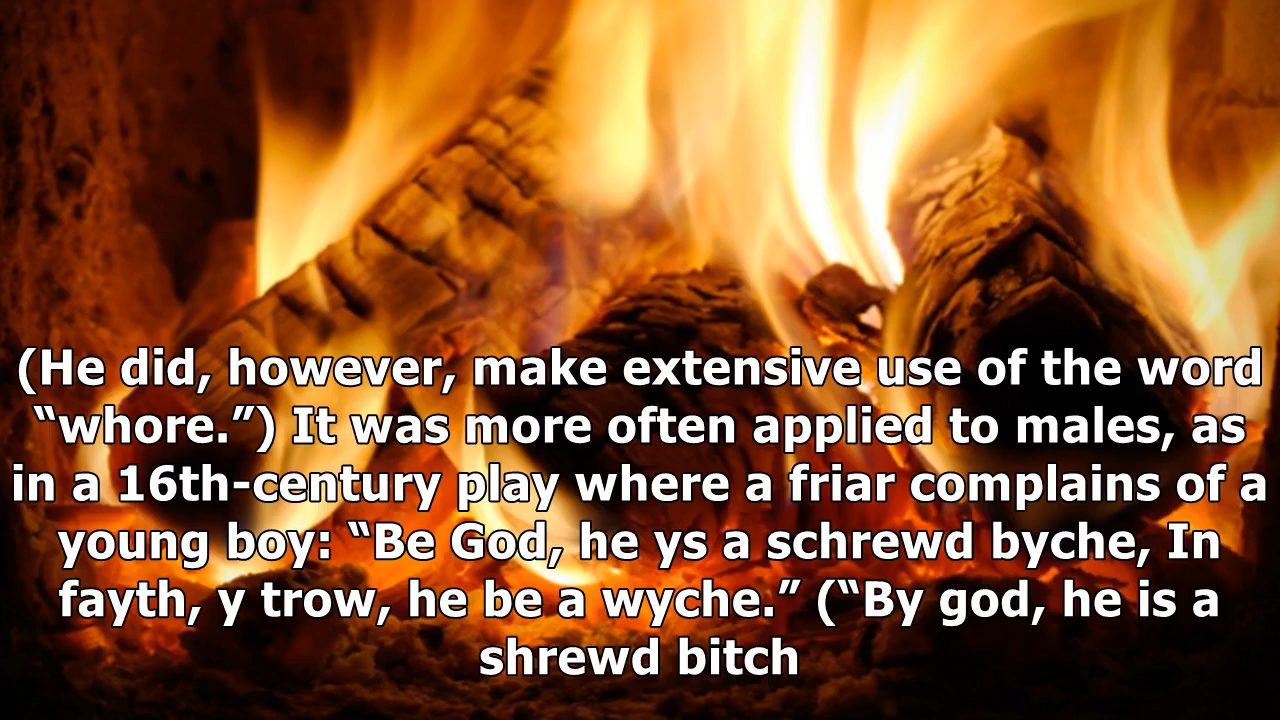 (He did, however, make extensive use of the word
“whore.”) It was more often applied to males, as
in a 16th-century play where a friar complains of a
young boy: “Be God, he ys a schrewd byche, In
fayth, y trow, he be a wyche.” (“By god, he is a
shrewd bitch